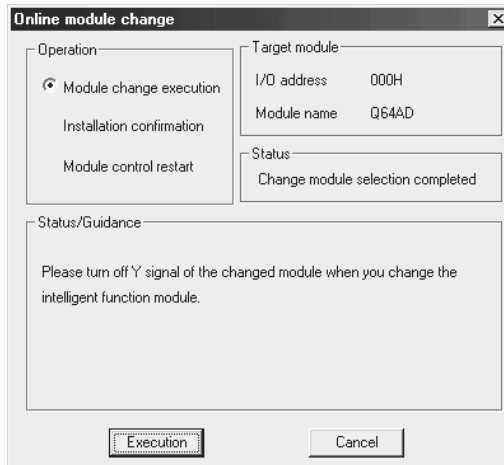 Online module change
Operation
Module change execution
Installation confirmation
Module control restart
Target module
I/O address 000H
Module name Q64AD
Status
Change module selection completed
Status/Guidance
Please turn off Y signal of the changed module when you change the
intelligent function module.
Execution
Cancel